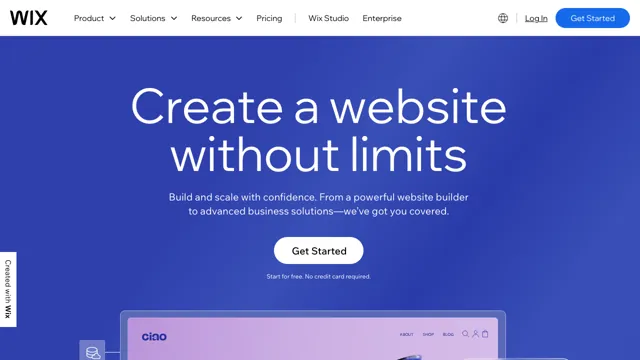 WIX
Product
Solutions
Resources
Pricing
Wix Studio
Enterprise
Log In
Get Started
Create a website
without limits
Build and scale with confidence. From a powerful website builder
to advanced business solutions—we've got you covered.
Get Started
Start for free. No credit card required.
Created with Wix
ciao
ABOUT
SHOP
BLOG